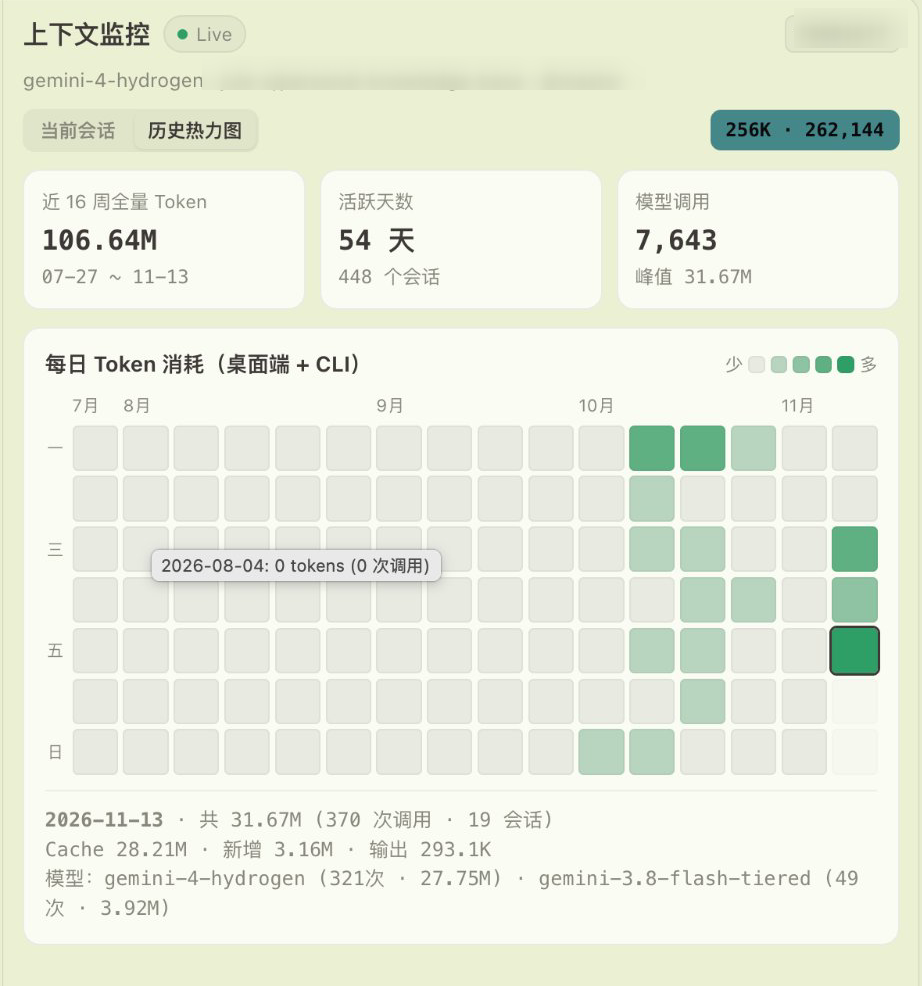 上下文监控 Live
gemini-4-hydrogen
当前会话 历史热力图 256K · 262,144
近 16 周全量 Token
106.64M
07-27 ~ 11-13
活跃天数
54 天
448 个会话
模型调用
7,643
峰值 31.67M
每日 Token 消耗（桌面端 + CLI） 少 多
7月 8月 9月 10月 11月
一
三
2026-08-04: 0 tokens (0 次调用)
五
日
2026-11-13 · 共 31.67M (370 次调用 · 19 会话)
Cache 28.21M · 新增 3.16M · 输出 293.1K
模型: gemini-4-hydrogen (321次 · 27.75M) · gemini-3.8-flash-tiered (49
次 · 3.92M)